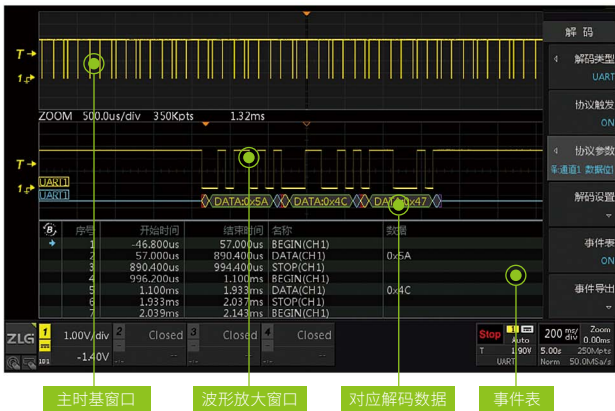 解 码
解码类型
UART
协议触发
ON
协议参数
解码设置
事件表
ON
事件导出
T
1
ZOOM 500.0us/div 350Kpts 1.32ms
T
UART1
1
UART1
DATA:0x5A DATA:0x4C DATA:0x47
B 序号 开始时间 结束时间 名称 数据
1 -46.800us 57.000us BEGIN(CH1)
2 57.000us 890.400us DATA(CH1) 0x5A
3 890.400us 994.400us STOP(CH1)
4 996.200us 1.100ms BEGIN(CH1)
5 1.100ms 1.933ms DATA(CH1) 0x4C
6 1.933ms 2.037ms STOP(CH1)
7 2.039ms 2.143ms BEGIN(CH1)
ZLG 1 1.00V/div 2 Closed 3 Closed 4 Closed
10:1 -1.40V
Stop 1 Auto 200 ms/div Zoom 0.00ms
T 1.90V 5.00s 250Mpts
UART Norm 50.0MSa/s
主时基窗口 波形放大窗口 对应解码数据 事件表